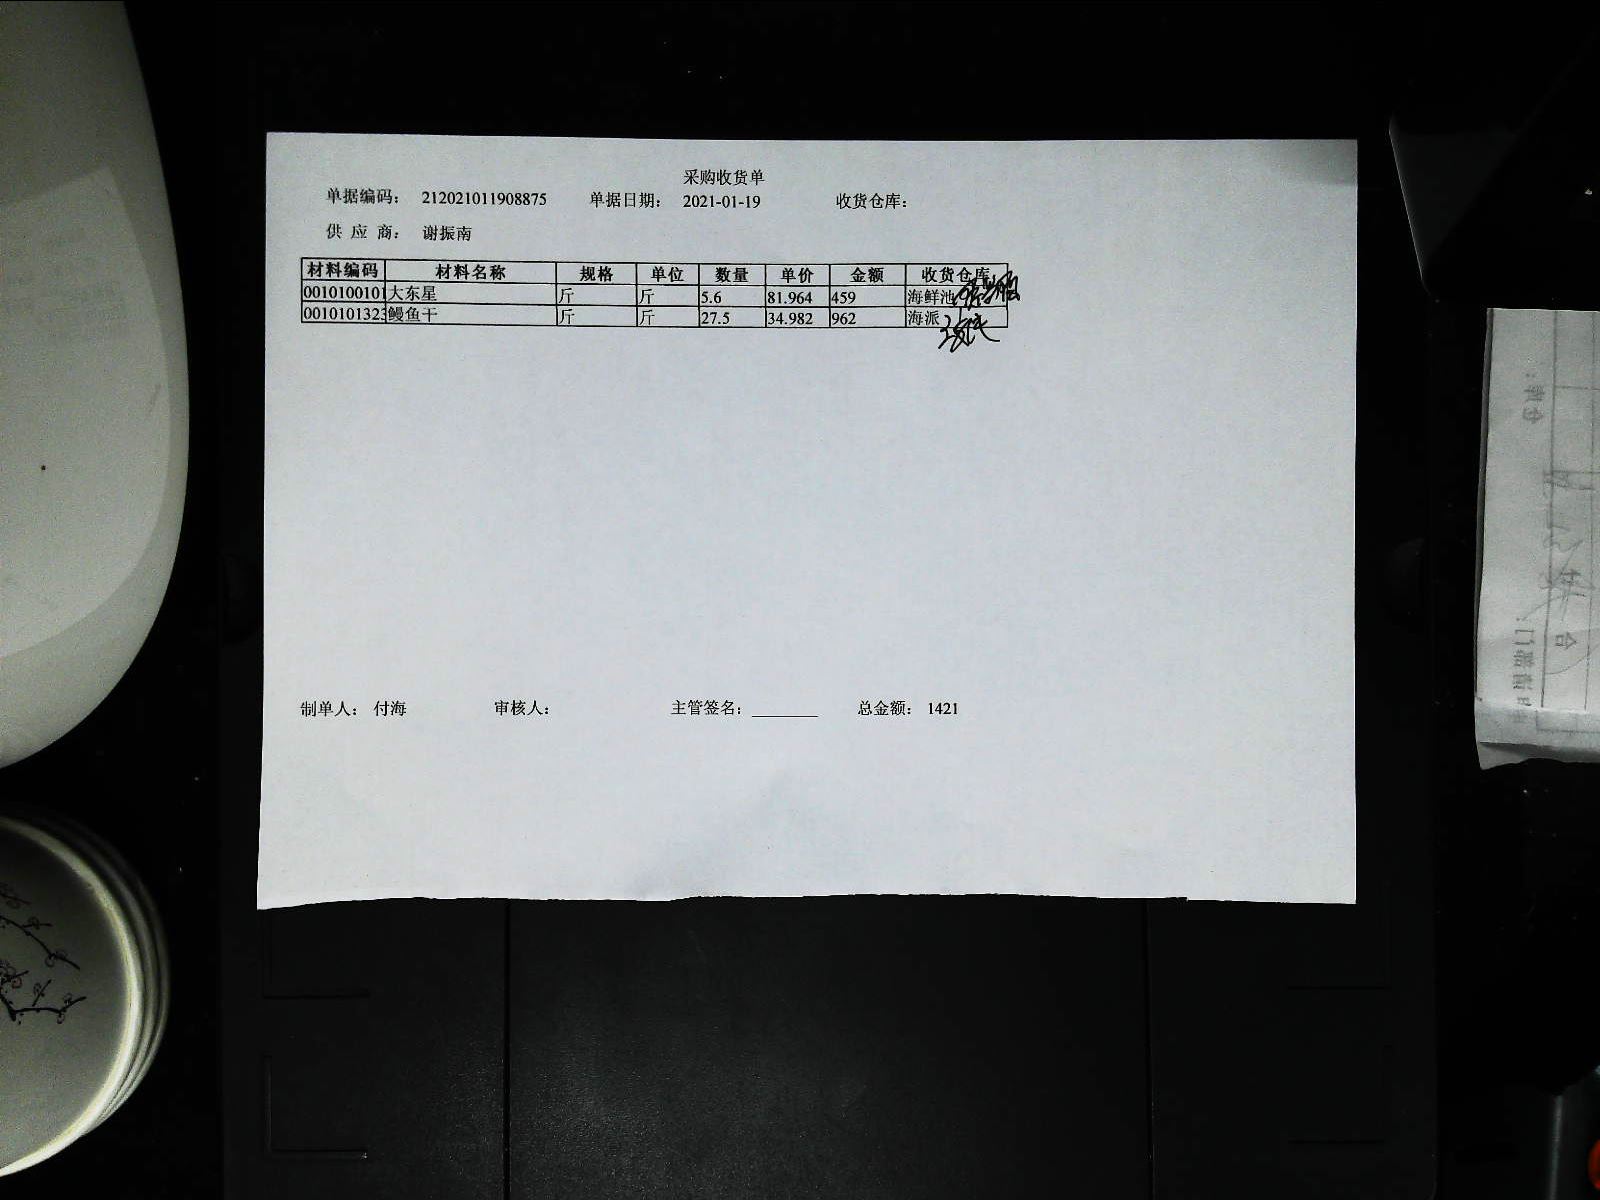 采购收货单
单据编码: 212021011908875 单据日期: 2021-01-19 收货仓库:
供 应 商: 谢振南
材料编码 材料名称 规格 单位 数量 单价 金额 收货仓库
0010100101 大东星 斤 斤 5.6 81.964 459 海鲜池
0010101323 鳗鱼干 斤 斤 27.5 34.982 962 海派
制单人: 付海 审核人: 主管签名: 总金额: 1421